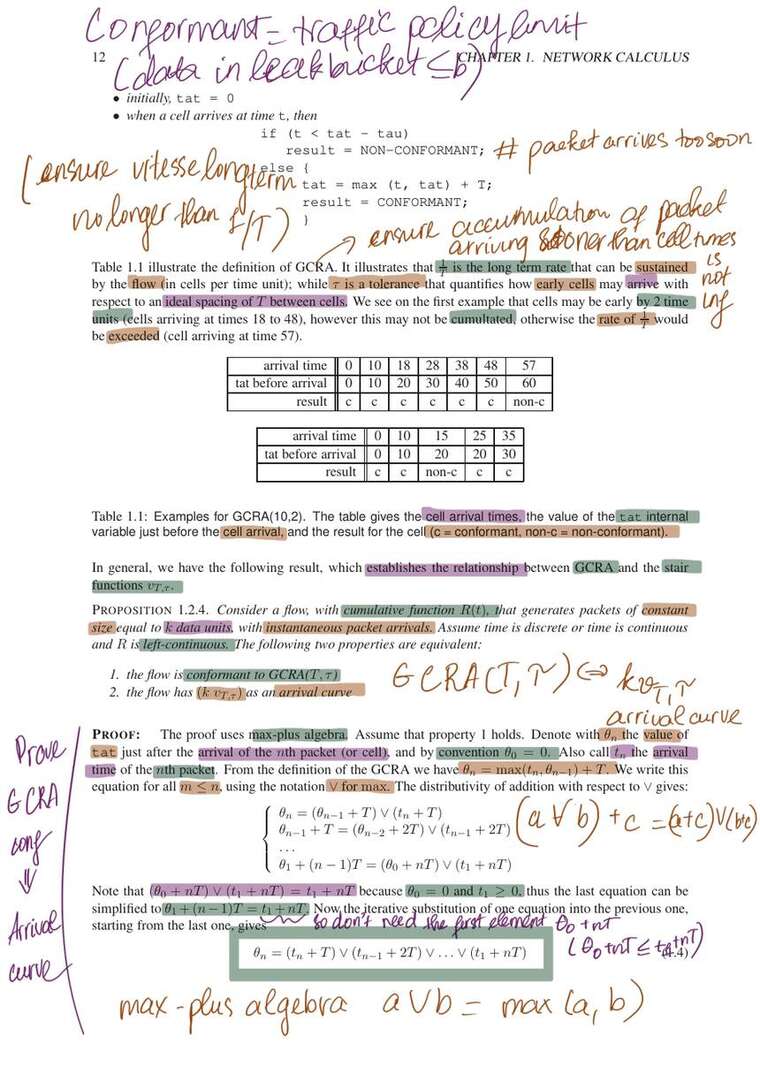 Conformant = traffic policy limit
12 CHAPTER 1. NETWORK CALCULUS
(data in leak bucket ≤ b)
• initially, tat = 0
• when a cell arrives at time t, then
if (t < tat - tau)
result = NON-CONFORMANT; # packet arrives too soon
else {
tat = max (t, tat) + T;
result = CONFORMANT;
}
(ensure vitesse long term
no longer than 1/T)
→ ensure accumulation of packet
arriving sooner than cell times
is
not
inf
Table 1.1 illustrate the definition of GCRA. It illustrates that 1/T is the long term rate that can be sustained
by the flow (in cells per time unit); while τ is a tolerance that quantifies how early cells may arrive with
respect to an ideal spacing of T between cells. We see on the first example that cells may be early by 2 time
units (cells arriving at times 18 to 48), however this may not be cumultated, otherwise the rate of 1/T would
be exceeded (cell arriving at time 57).
arrival time 0 10 18 28 38 48 57
tat before arrival 0 10 20 30 40 50 60
result c c c c c c non-c
arrival time 0 10 15 25 35
tat before arrival 0 10 20 20 30
result c c non-c c c
Table 1.1: Examples for GCRA(10,2). The table gives the cell arrival times, the value of the tat internal
variable just before the cell arrival, and the result for the cell (c = conformant, non-c = non-conformant).
In general, we have the following result, which establishes the relationship between GCRA and the stair
functions v_{T,τ}.
PROPOSITION 1.2.4. Consider a flow, with cumulative function R(t), that generates packets of constant
size equal to k data units, with instantaneous packet arrivals. Assume time is discrete or time is continuous
and R is left-continuous. The following two properties are equivalent:
1. the flow is conformant to GCRA(T, τ)
2. the flow has (k v_{T,τ}) as an arrival curve
GCRA(T, τ) ⇔ k v_{T,τ}
arrival curve
Prove
GCRA
conf
⇓
Arrival
curve
PROOF: The proof uses max-plus algebra. Assume that property 1 holds. Denote with θ_n the value of
tat just after the arrival of the nth packet (or cell), and by convention θ_0 = 0. Also call t_n the arrival
time of the nth packet. From the definition of the GCRA we have θ_n = max(t_n, θ_{n−1}) + T. We write this
equation for all m ≤ n, using the notation ∨ for max. The distributivity of addition with respect to ∨ gives:
θ_n = (θ_{n−1} + T) ∨ (t_n + T)
θ_{n−1} + T = (θ_{n−2} + 2T) ∨ (t_{n−1} + 2T)
. . .
θ_1 + (n − 1)T = (θ_0 + nT) ∨ (t_1 + nT)
(a ∨ b) + c = (a+c) ∨ (b+c)
Note that (θ_0 + nT) ∨ (t_1 + nT) = t_1 + nT because θ_0 = 0 and t_1 ≥ 0, thus the last equation can be
simplified to θ_1 + (n − 1)T = t_1 + nT. Now the iterative substitution of one equation into the previous one,
starting from the last one, gives
so don't need the first element θ_0 + nT
(θ_0 + nT ≤ t_1 + nT)
θ_n = (t_n + T) ∨ (t_{n−1} + 2T) ∨ . . . ∨ (t_1 + nT) (1.4)
max-plus algebra a ∨ b = max (a, b)